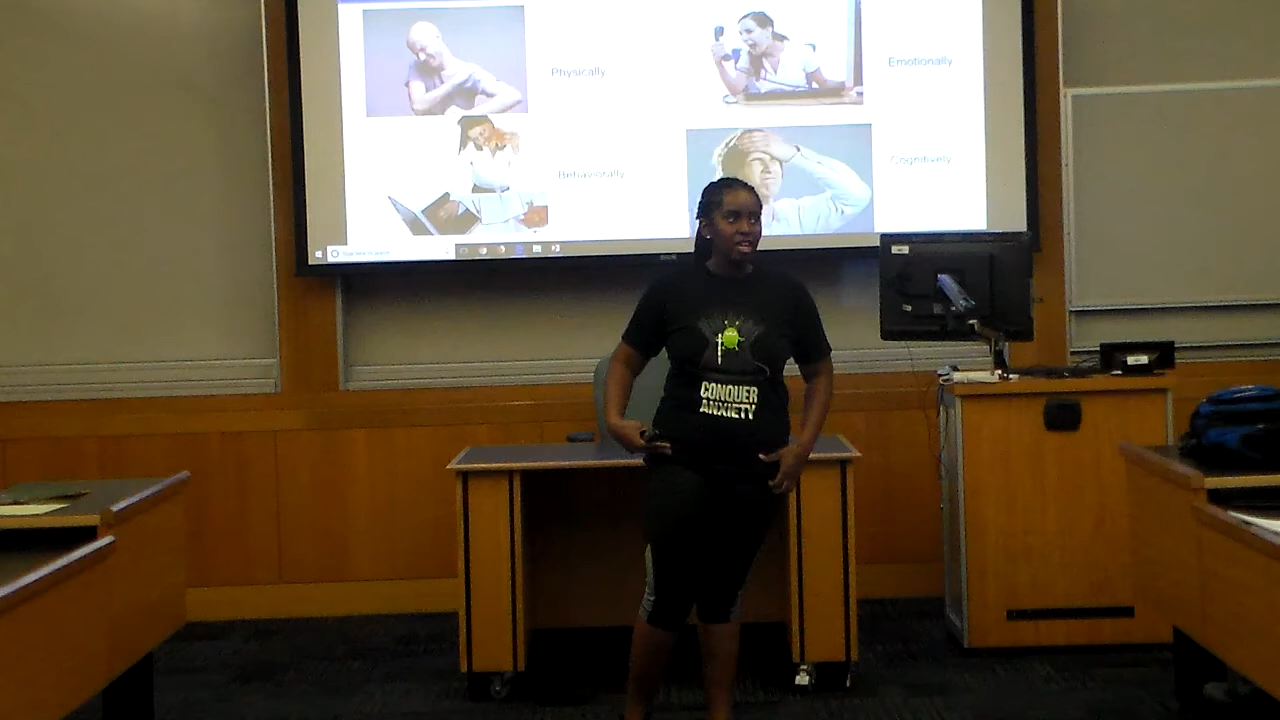 Physically
Emotionally
Behaviorally
Cognitively
CONQUER
ANXIETY